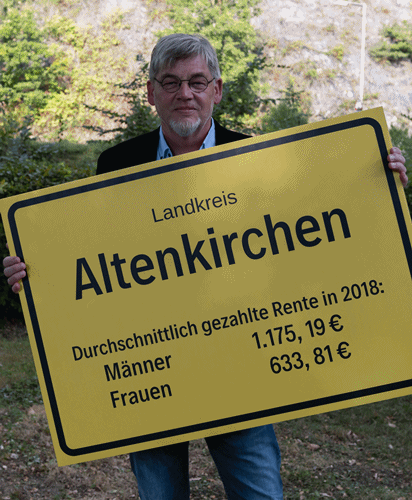 Landkreis
Altenkirchen
Durchschnittlich gezahlte Rente in 2018:
Männer 1.175, 19 €
Frauen 633, 81 €